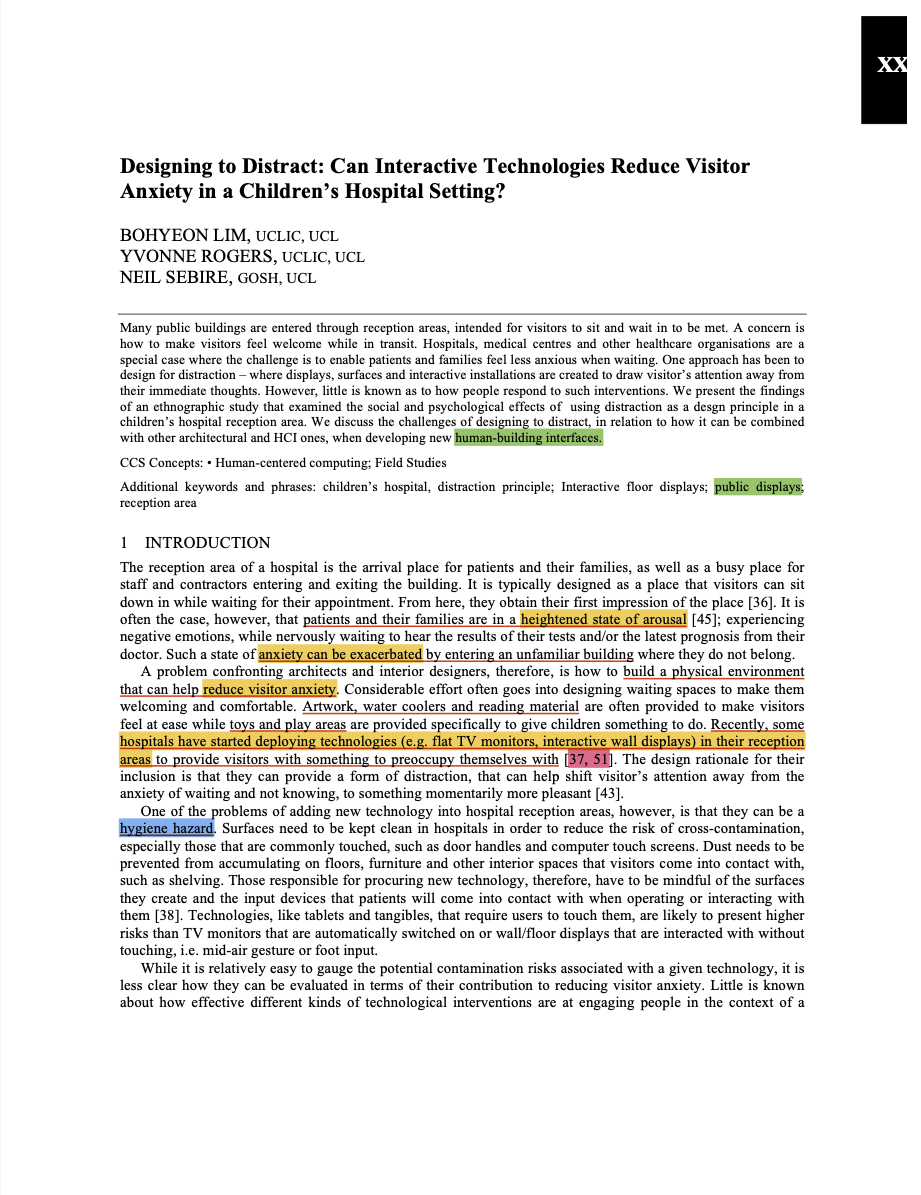 XX
Designing to Distract: Can Interactive Technologies Reduce Visitor
Anxiety in a Children's Hospital Setting?
BOHYEON LIM, UCLIC, UCL
YVONNE ROGERS, UCLIC, UCL
NEIL SEBIRE, GOSH, UCL
Many public buildings are entered through reception areas, intended for visitors to sit and wait in to be met. A concern is
how to make visitors feel welcome while in transit. Hospitals, medical centres and other healthcare organisations are a
special case where the challenge is to enable patients and families feel less anxious when waiting. One approach has been to
design for distraction – where displays, surfaces and interactive installations are created to draw visitor's attention away from
their immediate thoughts. However, little is known as to how people respond to such interventions. We present the findings
of an ethnographic study that examined the social and psychological effects of using distraction as a desgn principle in a
children's hospital reception area. We discuss the challenges of designing to distract, in relation to how it can be combined
with other architectural and HCI ones, when developing new human-building interfaces.
CCS Concepts: • Human-centered computing; Field Studies
Additional keywords and phrases: children's hospital, distraction principle; Interactive floor displays; public displays;
reception area
1 INTRODUCTION
The reception area of a hospital is the arrival place for patients and their families, as well as a busy place for
staff and contractors entering and exiting the building. It is typically designed as a place that visitors can sit
down in while waiting for their appointment. From here, they obtain their first impression of the place [36]. It is
often the case, however, that patients and their families are in a heightened state of arousal [45]; experiencing
negative emotions, while nervously waiting to hear the results of their tests and/or the latest prognosis from their
doctor. Such a state of anxiety can be exacerbated by entering an unfamiliar building where they do not belong.
A problem confronting architects and interior designers, therefore, is how to build a physical environment
that can help reduce visitor anxiety. Considerable effort often goes into designing waiting spaces to make them
welcoming and comfortable. Artwork, water coolers and reading material are often provided to make visitors
feel at ease while toys and play areas are provided specifically to give children something to do. Recently, some
hospitals have started deploying technologies (e.g. flat TV monitors, interactive wall displays) in their reception
areas to provide visitors with something to preoccupy themselves with [37, 51]. The design rationale for their
inclusion is that they can provide a form of distraction, that can help shift visitor's attention away from the
anxiety of waiting and not knowing, to something momentarily more pleasant [43].
One of the problems of adding new technology into hospital reception areas, however, is that they can be a
hygiene hazard. Surfaces need to be kept clean in hospitals in order to reduce the risk of cross-contamination,
especially those that are commonly touched, such as door handles and computer touch screens. Dust needs to be
prevented from accumulating on floors, furniture and other interior spaces that visitors come into contact with,
such as shelving. Those responsible for procuring new technology, therefore, have to be mindful of the surfaces
they create and the input devices that patients will come into contact with when operating or interacting with
them [38]. Technologies, like tablets and tangibles, that require users to touch them, are likely to present higher
risks than TV monitors that are automatically switched on or wall/floor displays that are interacted with without
touching, i.e. mid-air gesture or foot input.
While it is relatively easy to gauge the potential contamination risks associated with a given technology, it is
less clear how they can be evaluated in terms of their contribution to reducing visitor anxiety. Little is known
about how effective different kinds of technological interventions are at engaging people in the context of a